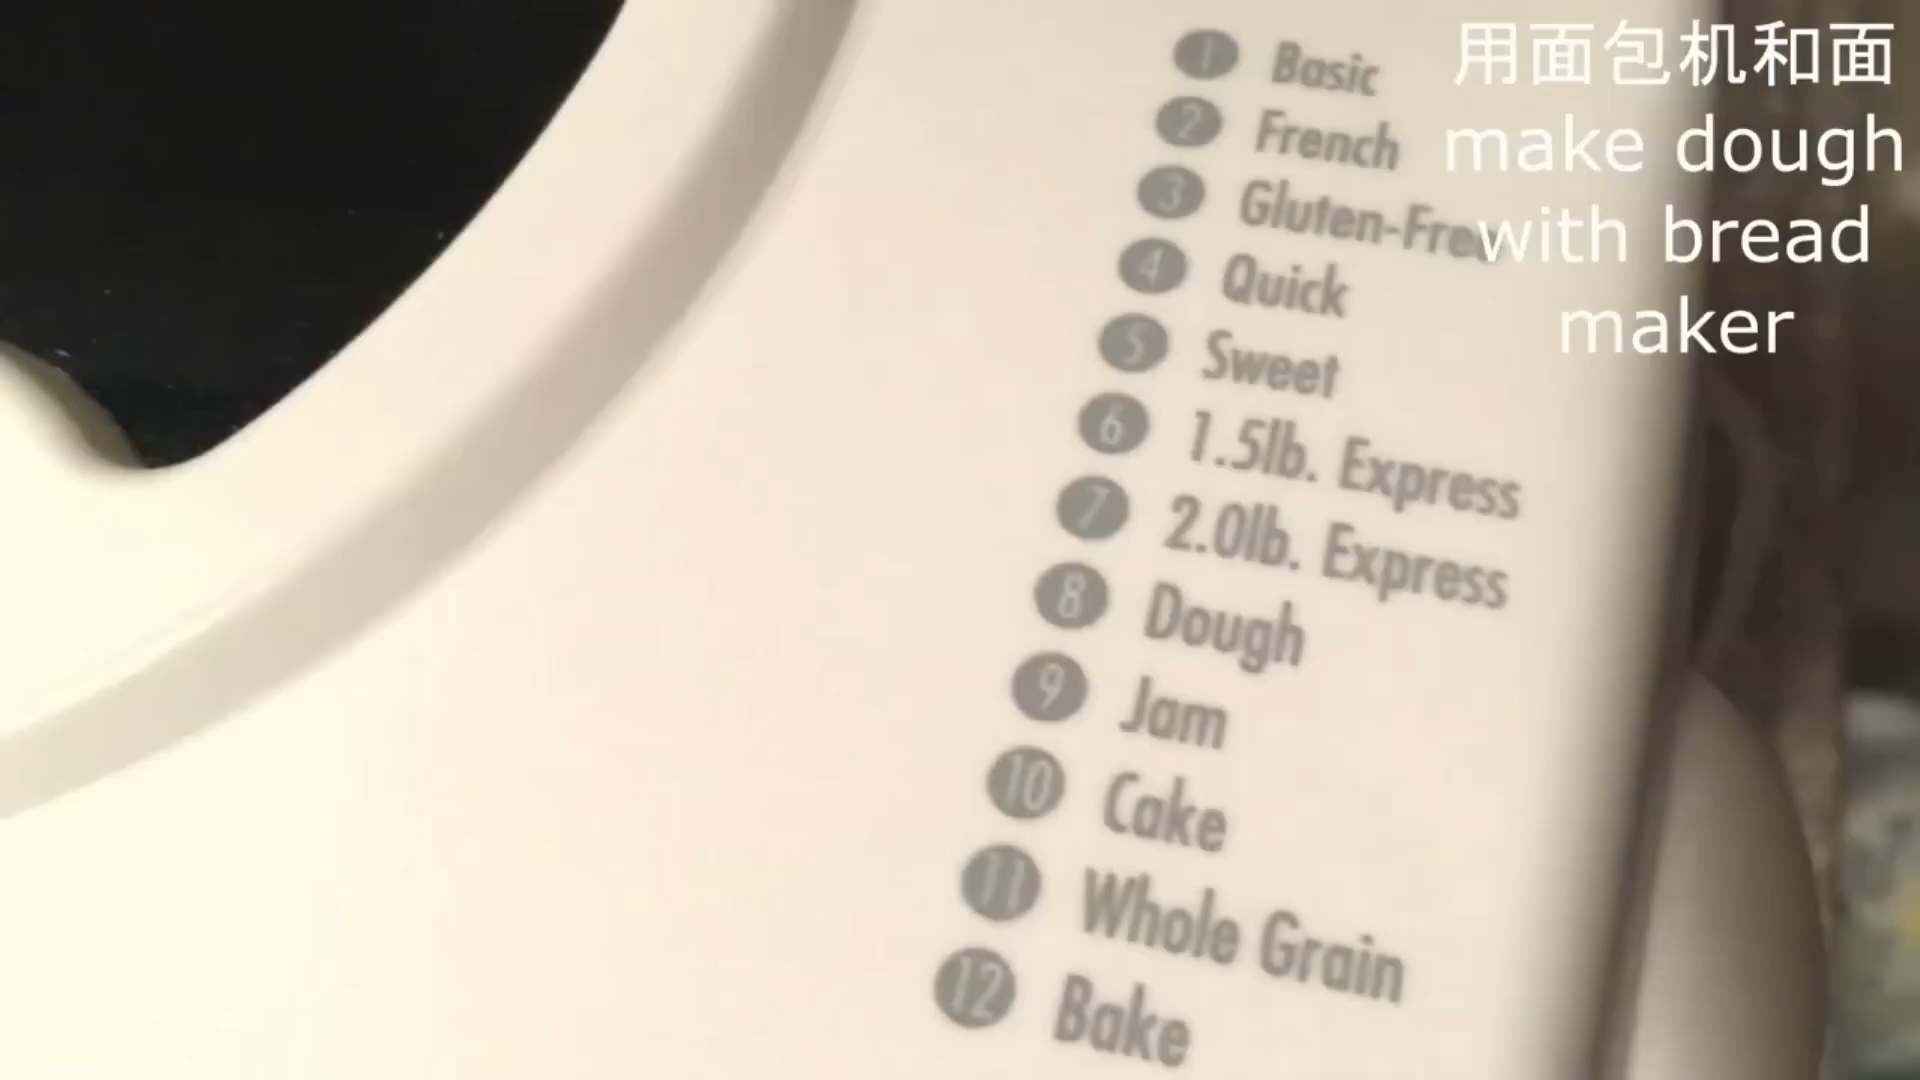 1 Basic
2 French
3 Gluten-Free
4 Quick
5 Sweet
6 1.5lb. Express
7 2.0lb. Express
8 Dough
9 Jam
10 Cake
11 Whole Grain
12 Bake
用面包机和面
make dough
with bread
maker